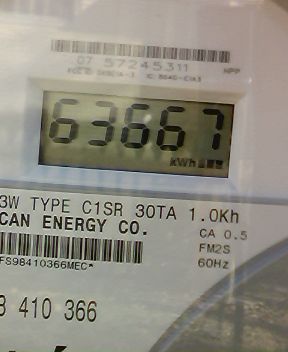 07 57245311
63667
kWh
3W TYPE C1SR 30TA 1.0Kh
CAN ENERGY CO.
CA 0.5
FM2S
FS98410366MEC*
60Hz
8 410 366